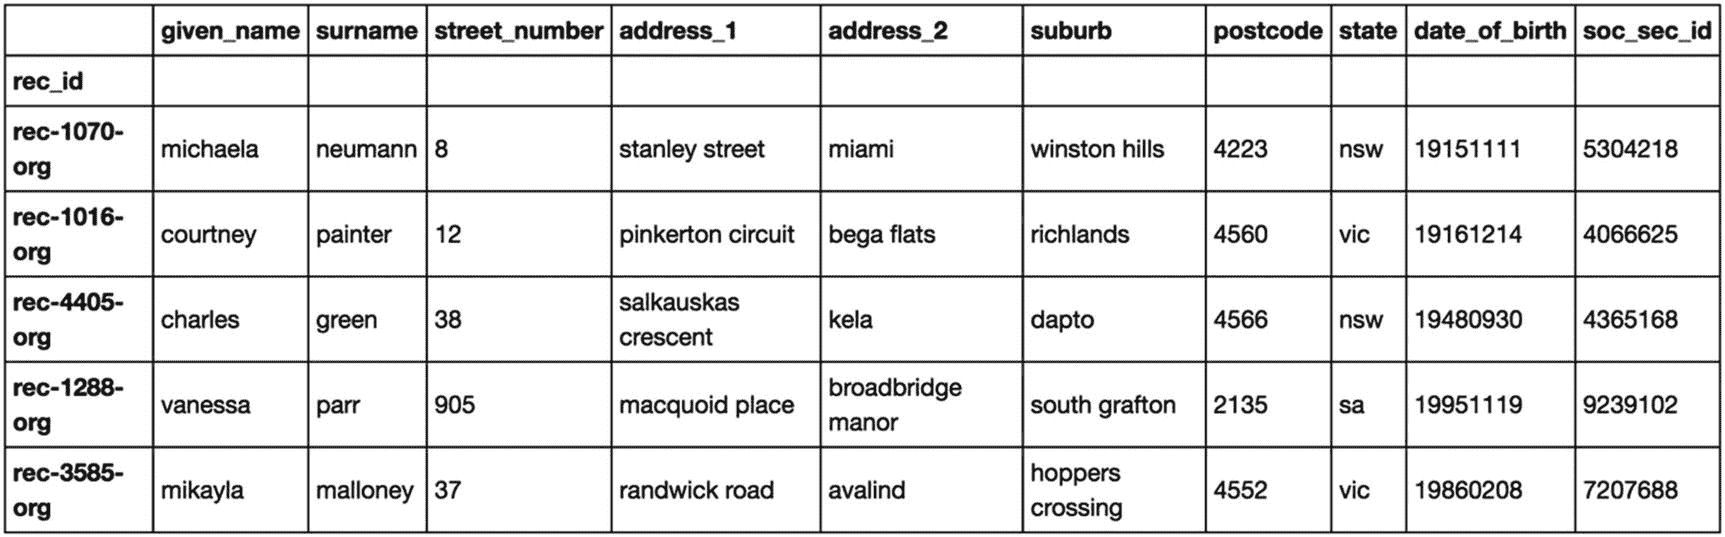 given_name surname street_number address_1 address_2 suburb postcode state date_of_birth soc_sec_id
rec_id
rec-1070-
org michaela neumann 8 stanley street miami winston hills 4223 nsw 19151111 5304218
rec-1016-
org courtney painter 12 pinkerton circuit bega flats richlands 4560 vic 19161214 4066625
rec-4405-
org charles green 38 salkauskas
crescent kela dapto 4566 nsw 19480930 4365168
rec-1288-
org vanessa parr 905 macquoid place broadbridge
manor south grafton 2135 sa 19951119 9239102
rec-3585-
org mikayla malloney 37 randwick road avalind hoppers
crossing 4552 vic 19860208 7207688